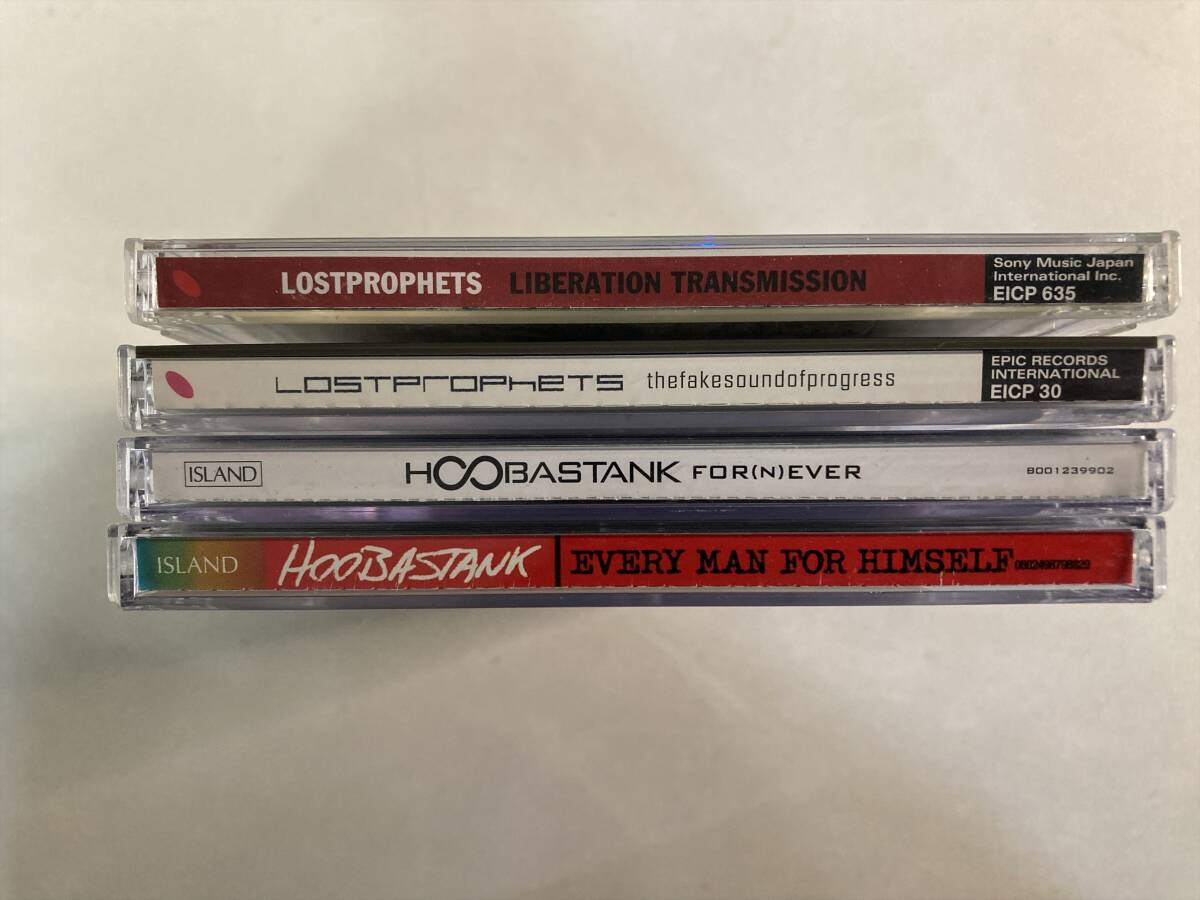 LOSTPROPHETS LIBERATION TRANSMISSION
Sony Music Japan
International Inc.
EICP 635
LOSTPROPHETS thefakesoundofprogress
EPIC RECORDS
INTERNATIONAL
EICP 30
ISLAND HOOBASTANK FOR(N)EVER B001239902
ISLAND HOOBASTANK EVERY MAN FOR HIMSELF